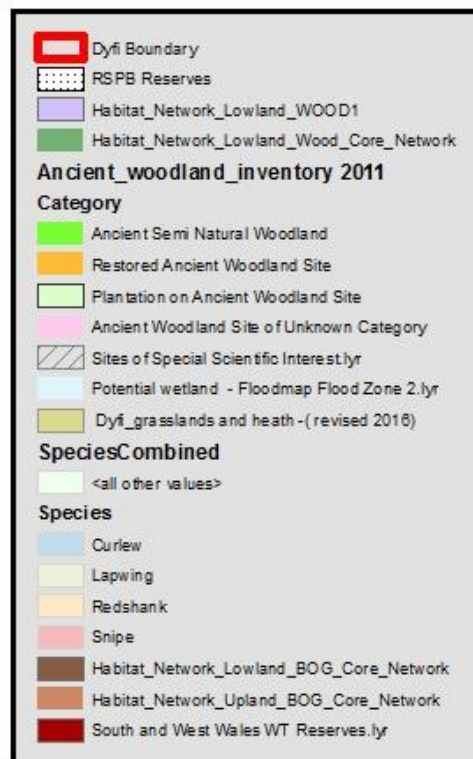 Dyfi Boundary
RSPB Reserves
Habitat_Network_Lowland_WOOD1
Habitat_Network_Lowland_Wood_Core_Network
Ancient_woodland_inventory 2011
Category
Ancient Semi Natural Woodland
Restored Ancient Woodland Site
Plantation on Ancient Woodland Site
Ancient Woodland Site of Unknown Category
Sites of Special Scientific Interest.lyr
Potential wetland - Floodmap Flood Zone 2.lyr
Dyfi_grasslands and heath -( revised 2016)
SpeciesCombined
<all other values>
Species
Curlew
Lapwing
Redshank
Snipe
Habitat_Network_Lowland_BOG_Core_Network
Habitat_Network_Upland_BOG_Core_Network
South and West Wales WT Reserves.lyr